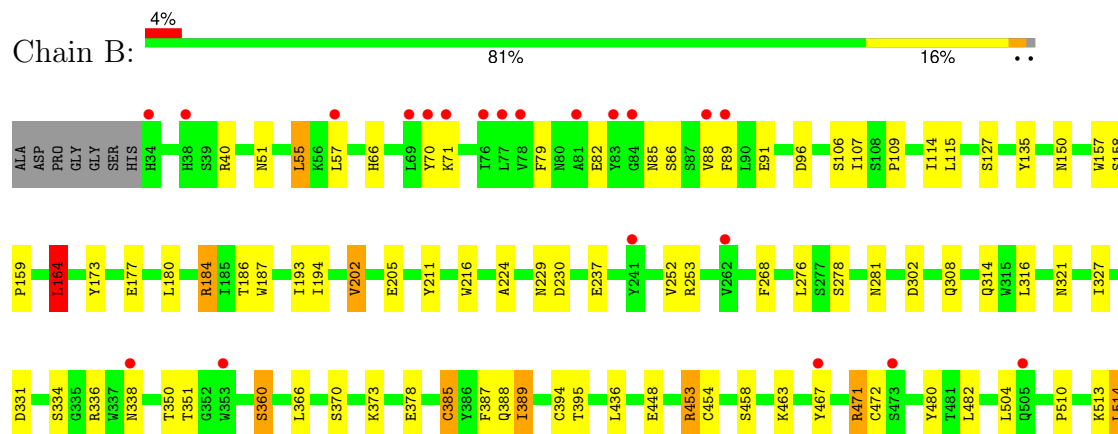 4%
Chain B:
81% 16% • •
ALA ASP PRO GLY GLY SER HIS H34 H38 S39 R40 N51 L55 K56 L57 H66 L69 Y70 K71 I76 L77 V78 F79 N80 A81 E82 Y83 G84 N85 S86 S87 V88 F89 L90 E91 D96 S106 I107 S108 P109 I114 L115 S127 Y135 N150 W157 S158
P159 L164 Y173 E177 L180 R184 I185 T186 W187 I193 I194 V202 E205 Y211 W216 A224 N229 D230 E237 Y241 V252 R253 V262 F268 L276 S277 S278 N281 D302 Q308 Q314 W315 L316 N321 I327
D331 S334 G335 R336 W337 N338 T350 T351 G352 W353 S360 L366 S370 K373 E378 C385 Y386 F387 Q388 I389 C394 T395 L436 E448 R453 C454 S458 K463 Y467 R471 C472 S473 Y480 T481 L482 L504 Q505 P510 K513